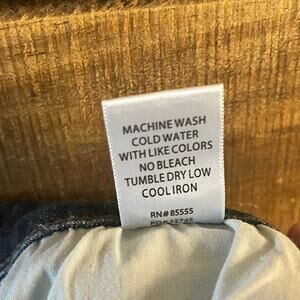 MACHINE WASH
COLD WATER
WITH LIKE COLORS
NO BLEACH
TUMBLE DRY LOW
COOL IRON
RN# 85555